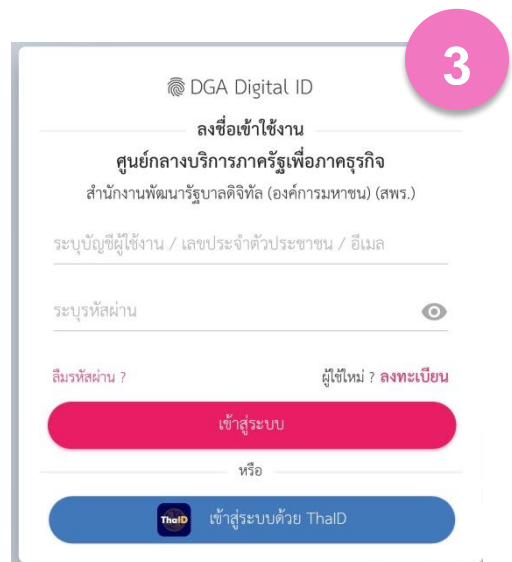 3
DGA Digital ID
ลงชื่อเข้าใช้งาน
ศูนย์กลางบริการภาครัฐเพื่อภาคธุรกิจ
สำนักงานพัฒนารัฐบาลดิจิทัล (องค์การมหาชน) (สพร.)
ระบุบัญชีผู้ใช้งาน / เลขประจำตัวประชาชน / อีเมล
ระบุรหัสผ่าน
ลืมรหัสผ่าน ? ผู้ใช้ใหม่ ? ลงทะเบียน
เข้าสู่ระบบ
หรือ
ThaID เข้าสู่ระบบด้วย ThaID